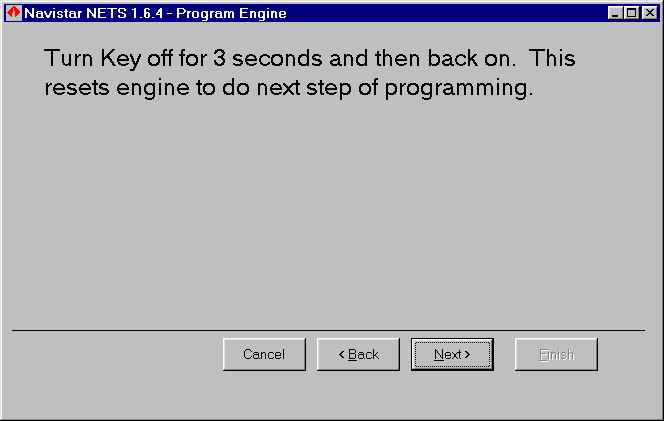 Navistar NETS 1.6.4 - Program Engine
Turn Key off for 3 seconds and then back on.  This
resets engine to do next step of programming.
Cancel
< Back
Next >
Finish